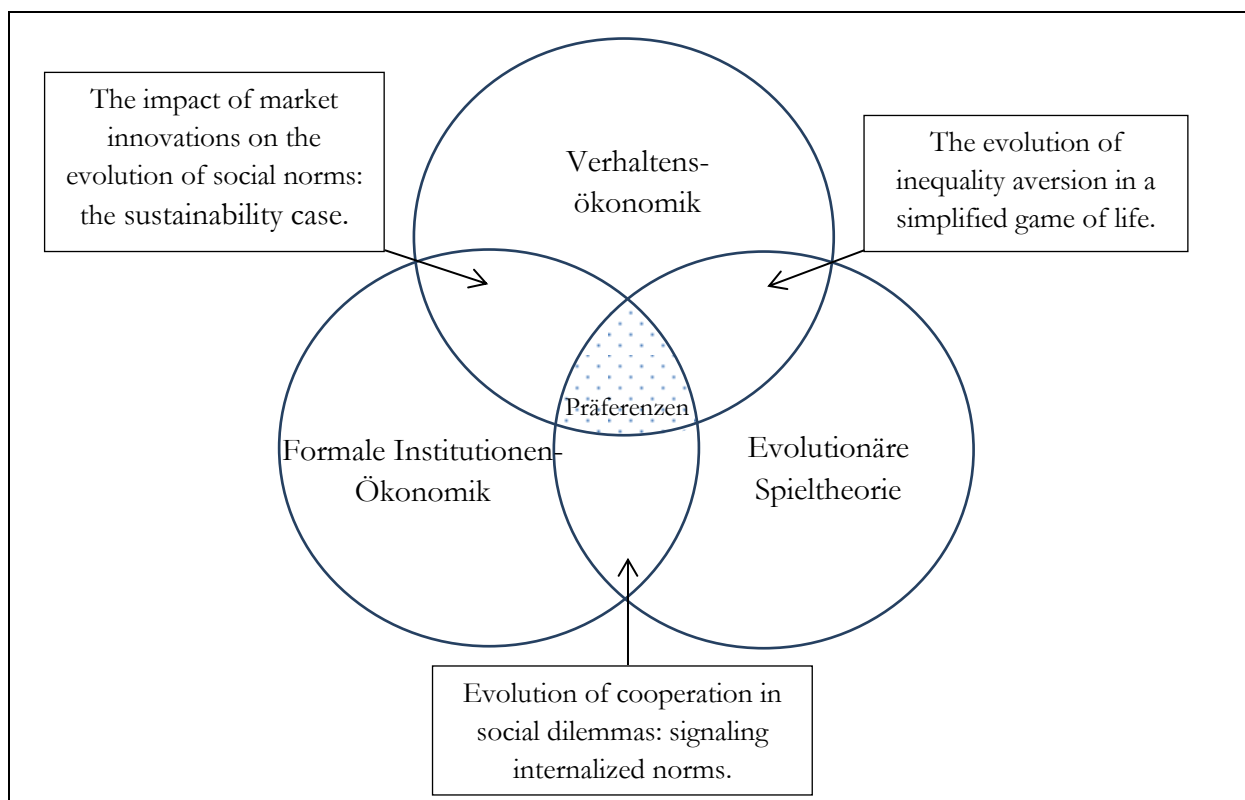 The impact of market
innovations on the
evolution of social norms:
the sustainability case.
Verhaltens-
ökonomik
The evolution of
inequality aversion in a
simplified game of life.
Präferenzen
Formale Institutionen-
Ökonomik
Evolutionäre
Spieltheorie
Evolution of cooperation in
social dilemmas: signaling
internalized norms.